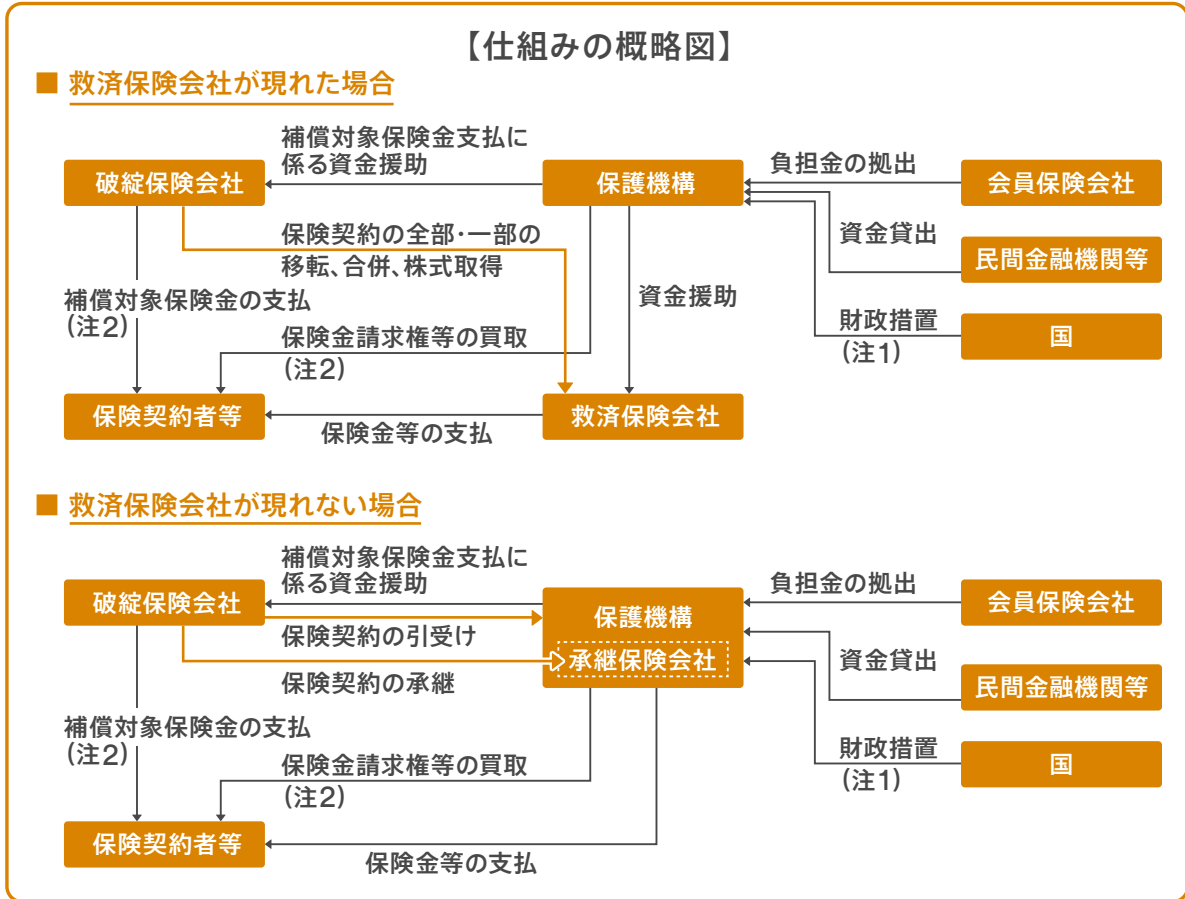 【仕組みの概略図】
■ 救済保険会社が現れた場合
補償対象保険金支払に
係る資金援助
負担金の拠出
破綻保険会社
保護機構
会員保険会社
保険契約の全部・一部の
移転、合併、株式取得
資金貸出
民間金融機関等
補償対象保険金の支払
(注2)
資金援助
保険金請求権等の買取
(注2)
財政措置
(注1)
国
保険契約者等
救済保険会社
保険金等の支払
■ 救済保険会社が現れない場合
補償対象保険金支払に
係る資金援助
負担金の拠出
破綻保険会社
保護機構
会員保険会社
保険契約の引受け
承継保険会社
資金貸出
保険契約の承継
民間金融機関等
補償対象保険金の支払
(注2)
保険金請求権等の買取
(注2)
財政措置
(注1)
国
保険契約者等
保険金等の支払